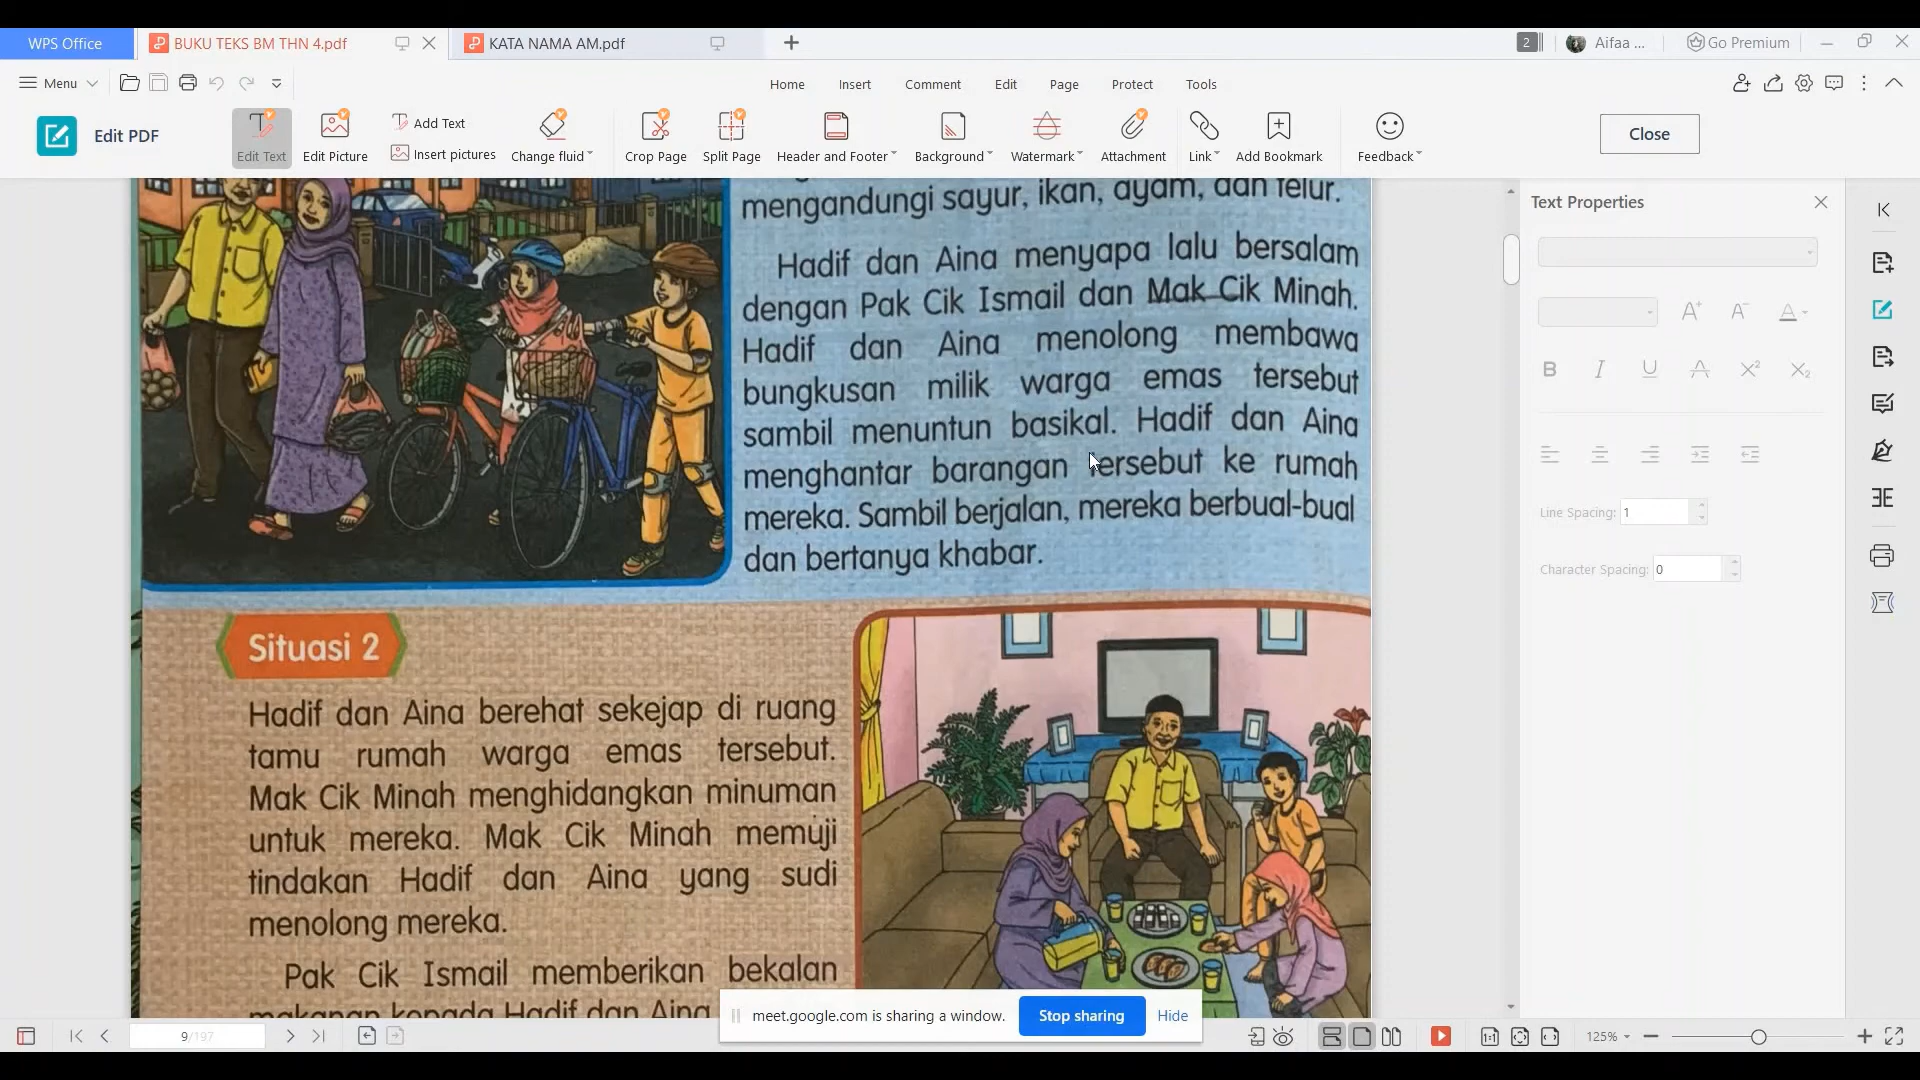 WPS Office
BUKU TEKS BM THN 4.pdf
KATA NAMA AM.pdf
2
Aifaa ...
Go Premium
Menu
Home
Insert
Comment
Edit
Page
Protect
Tools
Edit PDF
Edit Text
Edit Picture
Add Text
Insert pictures
Change fluid
Crop Page
Split Page
Header and Footer
Background
Watermark
Attachment
Link
Add Bookmark
Feedback
Close
mengandungi sayur, ikan, ayam, dan telur.
Hadif dan Aina menyapa lalu bersalam
dengan Pak Cik Ismail dan Mak Cik Minah.
Hadif dan Aina menolong membawa
bungkusan milik warga emas tersebut
sambil menuntun basikal. Hadif dan Aina
menghantar barangan tersebut ke rumah
mereka. Sambil berjalan, mereka berbual-bual
dan bertanya khabar.
Situasi 2
Hadif dan Aina berehat sekejap di ruang
tamu rumah warga emas tersebut.
Mak Cik Minah menghidangkan minuman
untuk mereka. Mak Cik Minah memuji
tindakan Hadif dan Aina yang sudi
menolong mereka.
Pak Cik Ismail memberikan bekalan
makanan kepada Hadif dan Aina
Text Properties
Line Spacing: 1
Character Spacing: 0
meet.google.com is sharing a window.
Stop sharing
Hide
9/197
125%